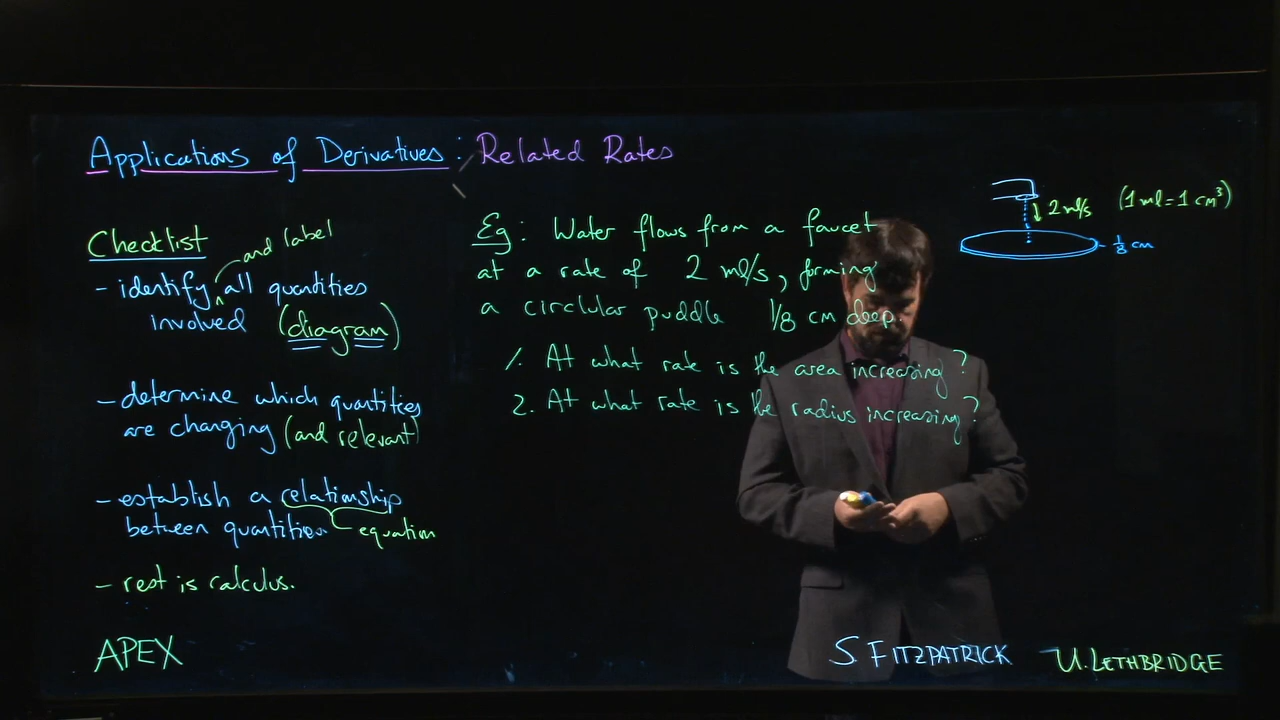 Applications of Derivatives: Related Rates
Checklist
and label
- identify all quantities
involved (diagram)
- determine which quantities
are changing (and relevant)
- establish a relationship
between quantities
equation
- rest is calculus.
APEX
Eg: Water flows from a faucet
at a rate of 2 ml/s, forming
a circlular puddle 1/8 cm deep.
1. At what rate is the area increasing?
2. At what rate is the radius increasing?
2 ml/s (1 ml = 1 cm³)
1/8 cm
S. FITZPATRICK
U. LETHBRIDGE